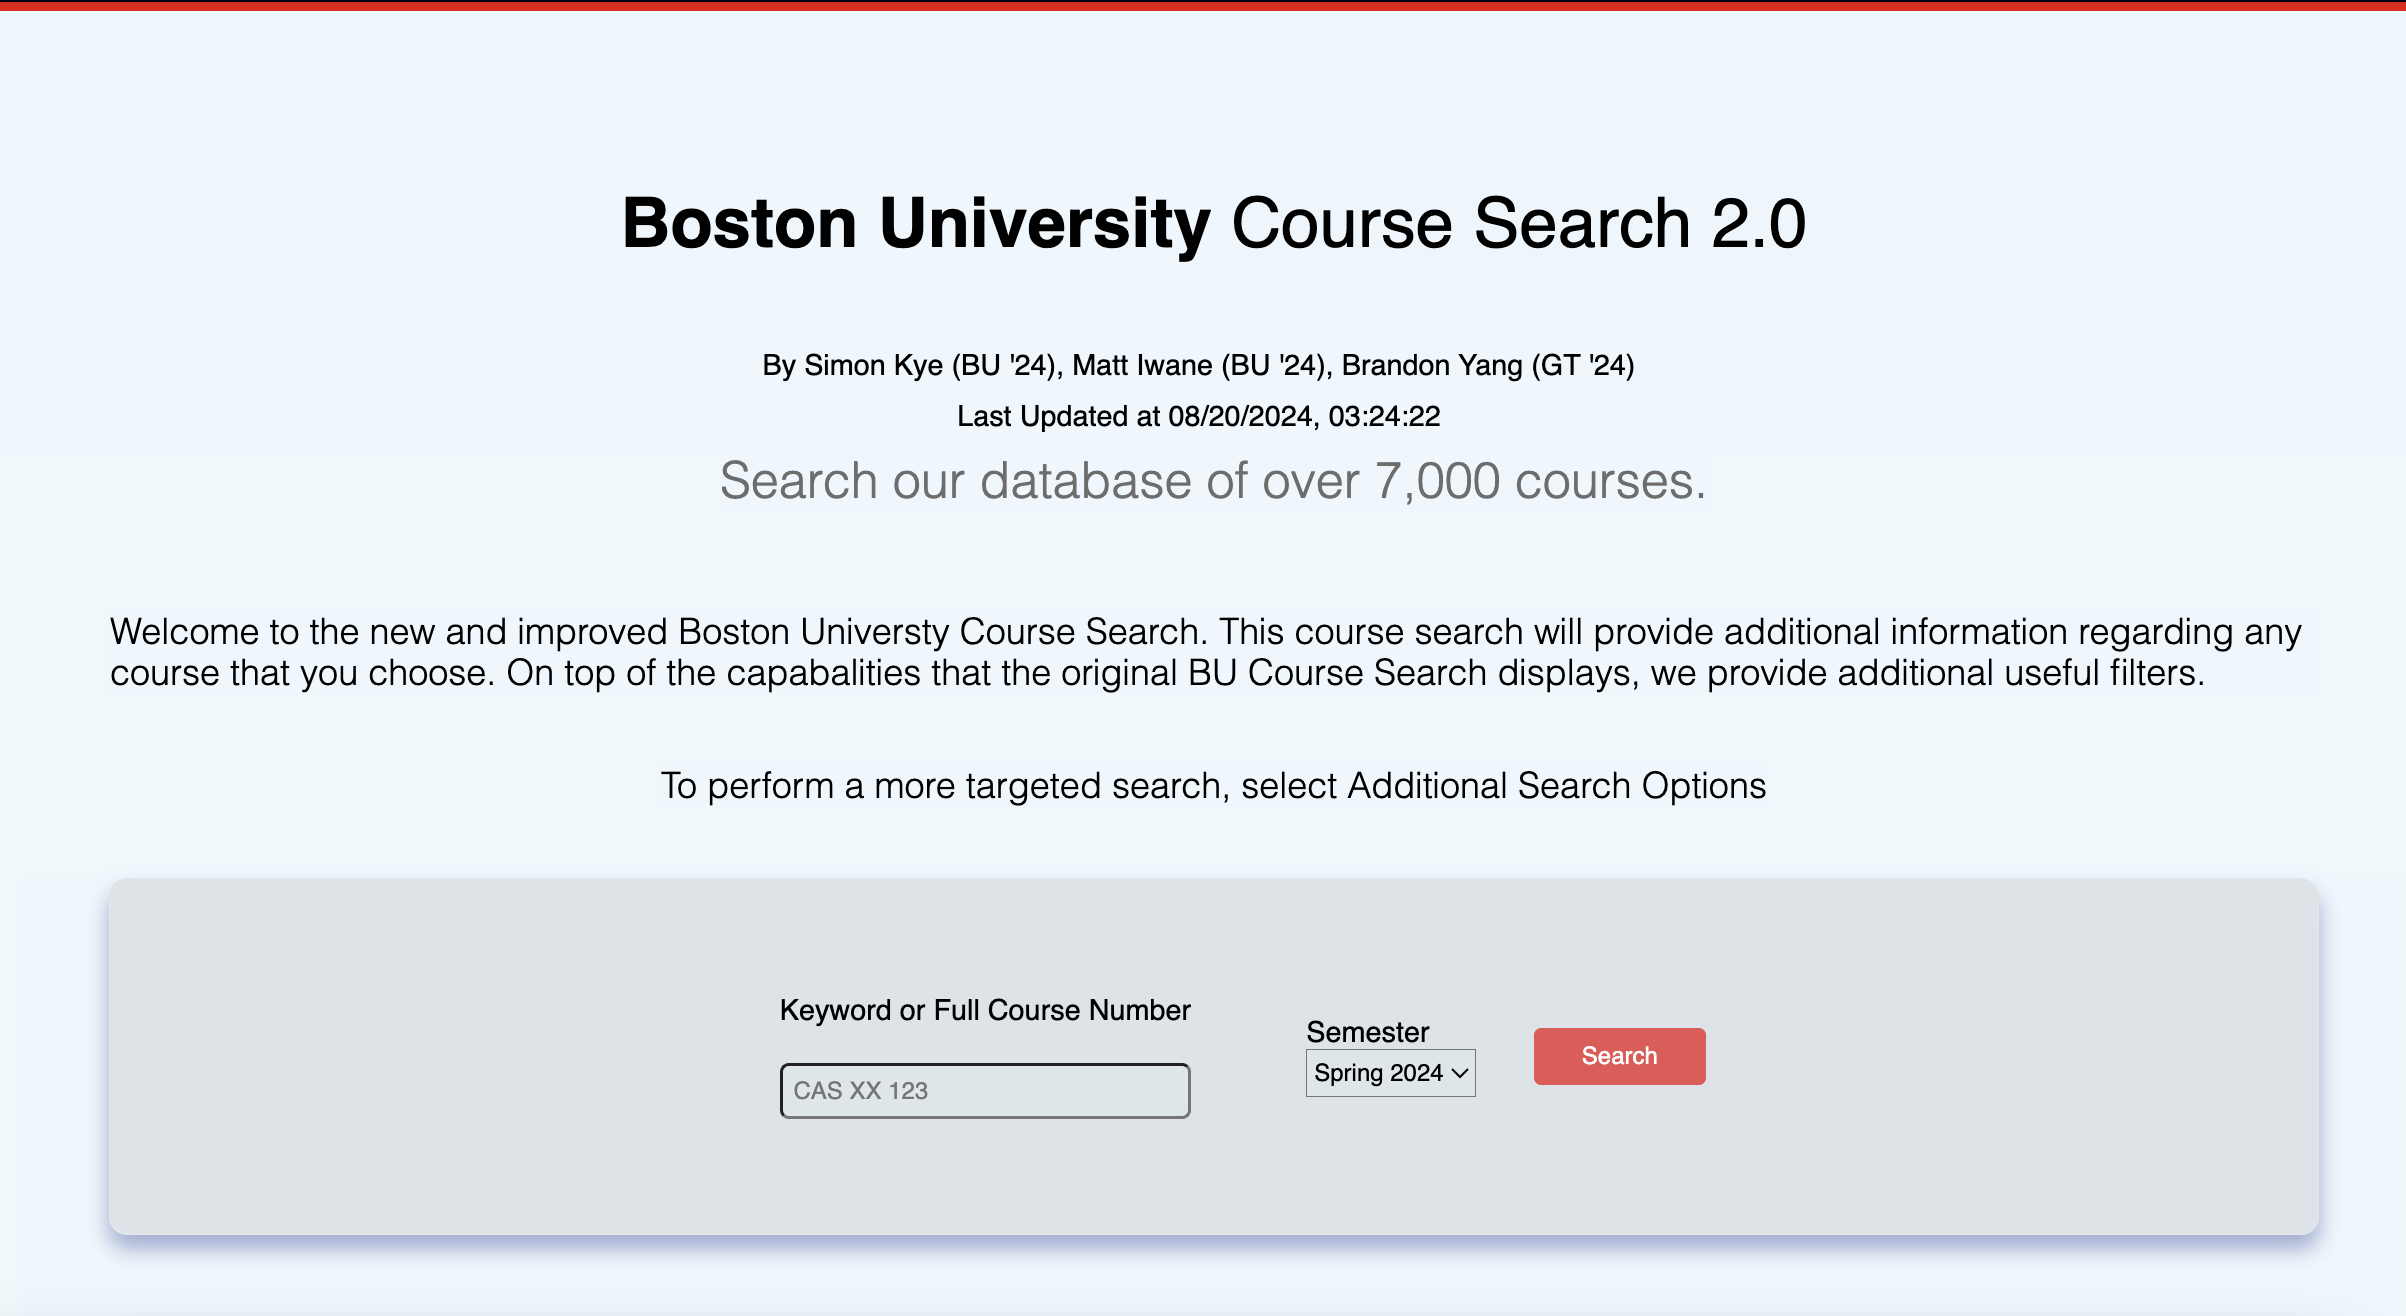 Boston University Course Search 2.0
By Simon Kye (BU '24), Matt Iwane (BU '24), Brandon Yang (GT '24)
Last Updated at 08/20/2024, 03:24:22
Search our database of over 7,000 courses.
Welcome to the new and improved Boston Universty Course Search. This course search will provide additional information regarding any
course that you choose. On top of the capabalities that the original BU Course Search displays, we provide additional useful filters.
To perform a more targeted search, select Additional Search Options
Keyword or Full Course Number
CAS XX 123
Semester
Spring 2024
Search